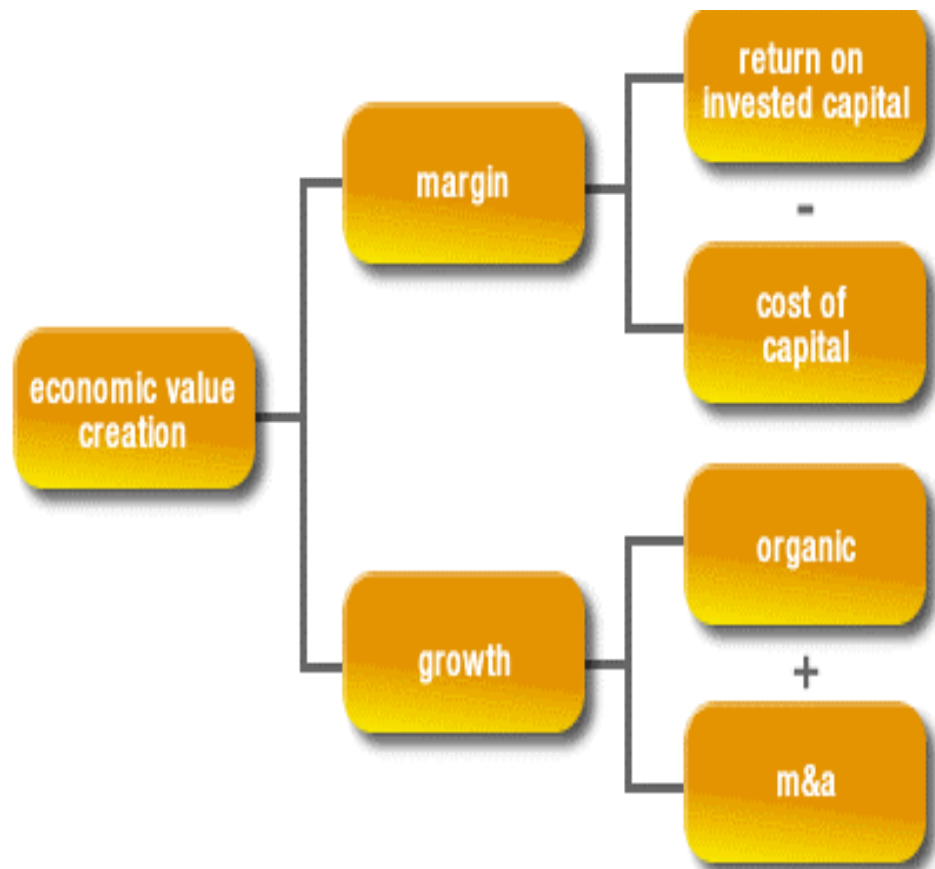 return on
invested capital
margin
-
cost of
capital
economic value
creation
organic
growth
+
m&a